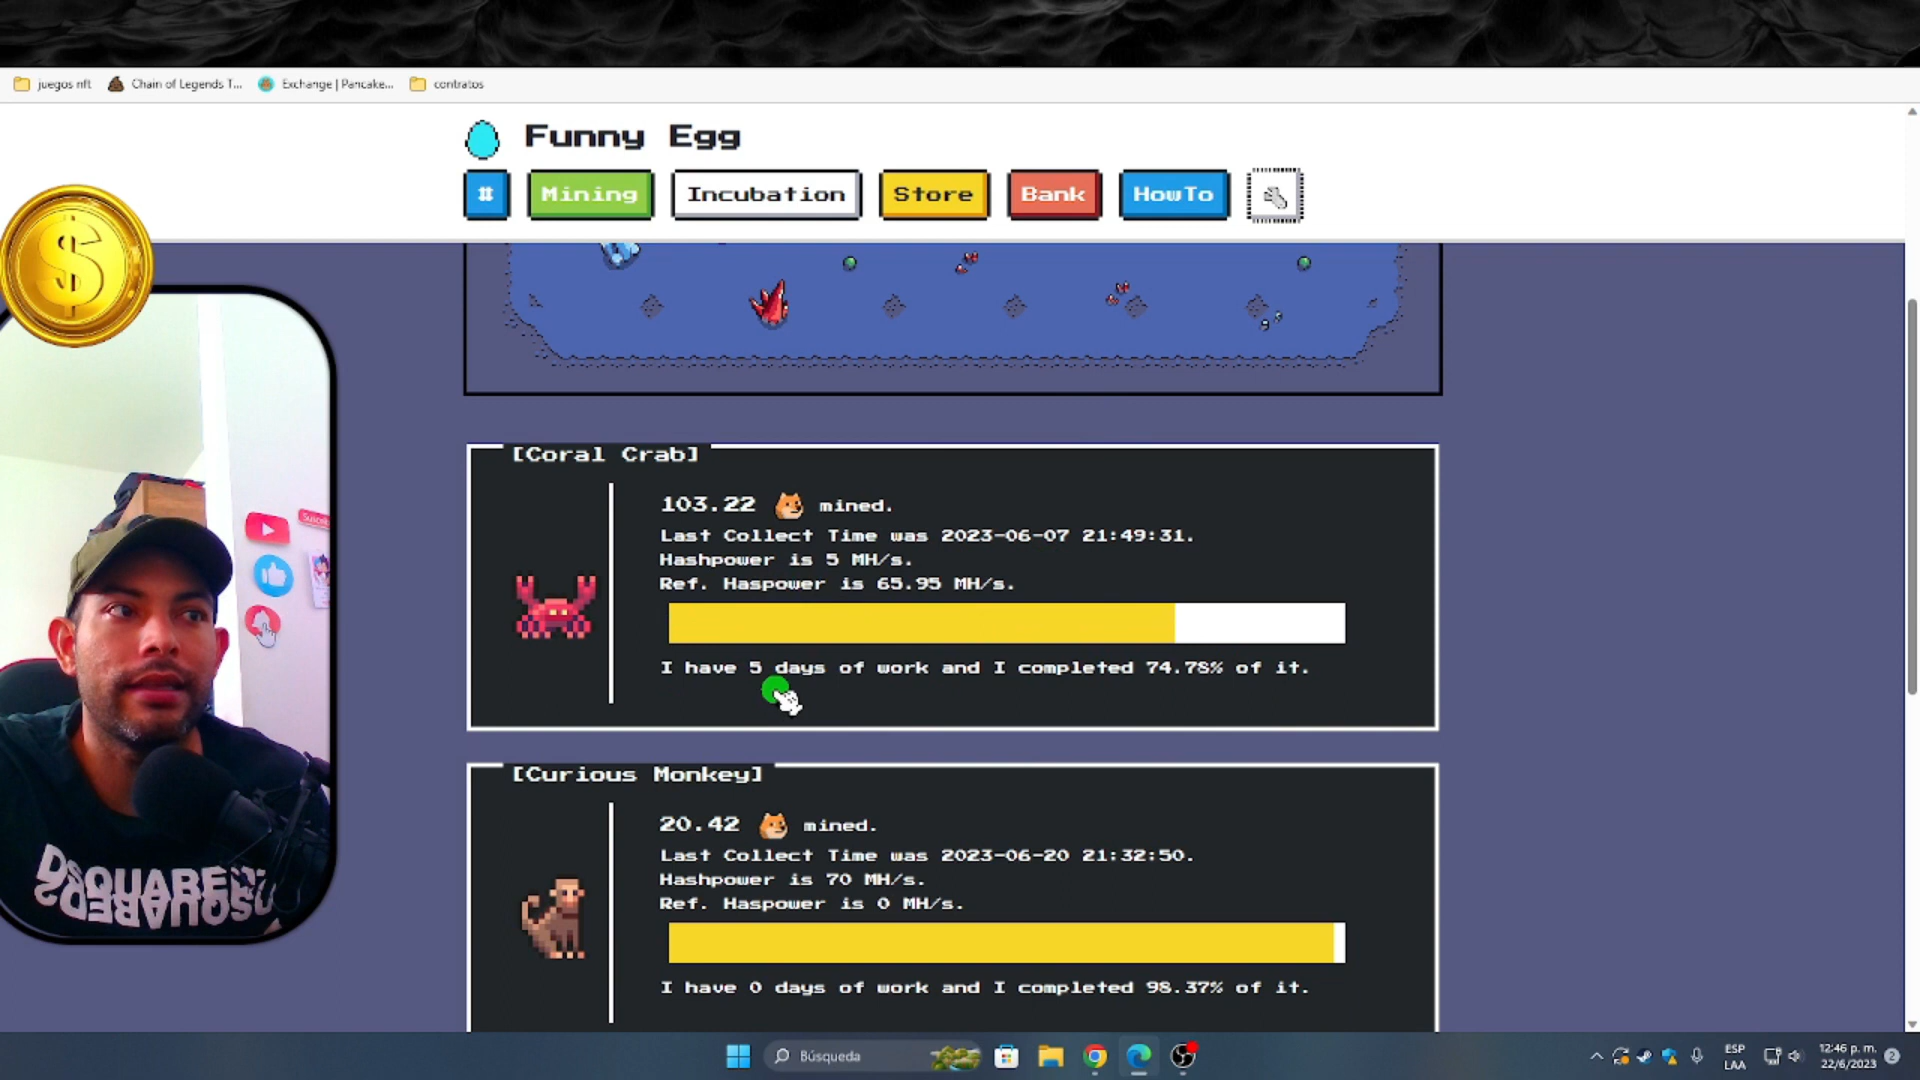 juegos nft
Chain of Legends T...
Exchange | Pancake...
contratos
Funny Egg
#
Mining
Incubation
Store
Bank
HowTo
[Coral Crab]
103.22 mined.
Last Collect Time was 2023-06-07 21:49:31.
Hashpower is 5 MH/s.
Ref. Haspower is 65.95 MH/s.
I have 5 days of work and I completed 74.78% of it.
[Curious Monkey]
20.42 mined.
Last Collect Time was 2023-06-20 21:32:50.
Hashpower is 70 MH/s.
Ref. Haspower is 0 MH/s.
I have 0 days of work and I completed 98.37% of it.
$
DSQUARED
Búsqueda
ESP
LAA
12:46 p. m.
22/6/2023
2